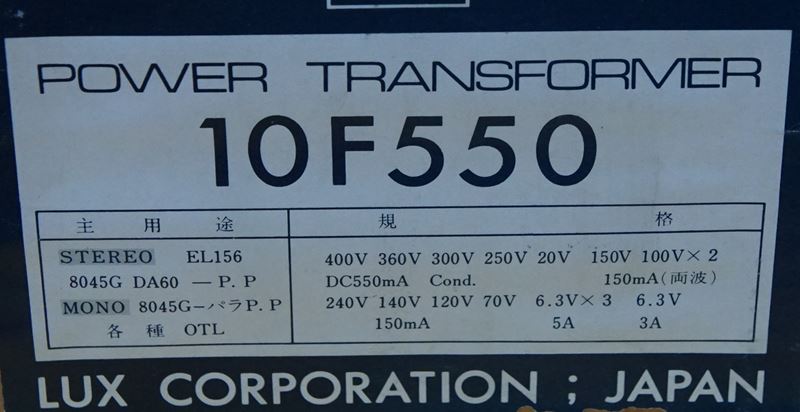 POWER TRANSFORMER
10F550
主用途 規格
STEREO EL156 400V 360V 300V 250V 20V 150V 100V×2
8045G DA60 — P.P DC550mA Cond. 150mA(両波)
MONO 8045G−パラP.P 240V 140V 120V 70V 6.3V×3 6.3V
各種 OTL 150mA 5A 3A
LUX CORPORATION ; JAPAN